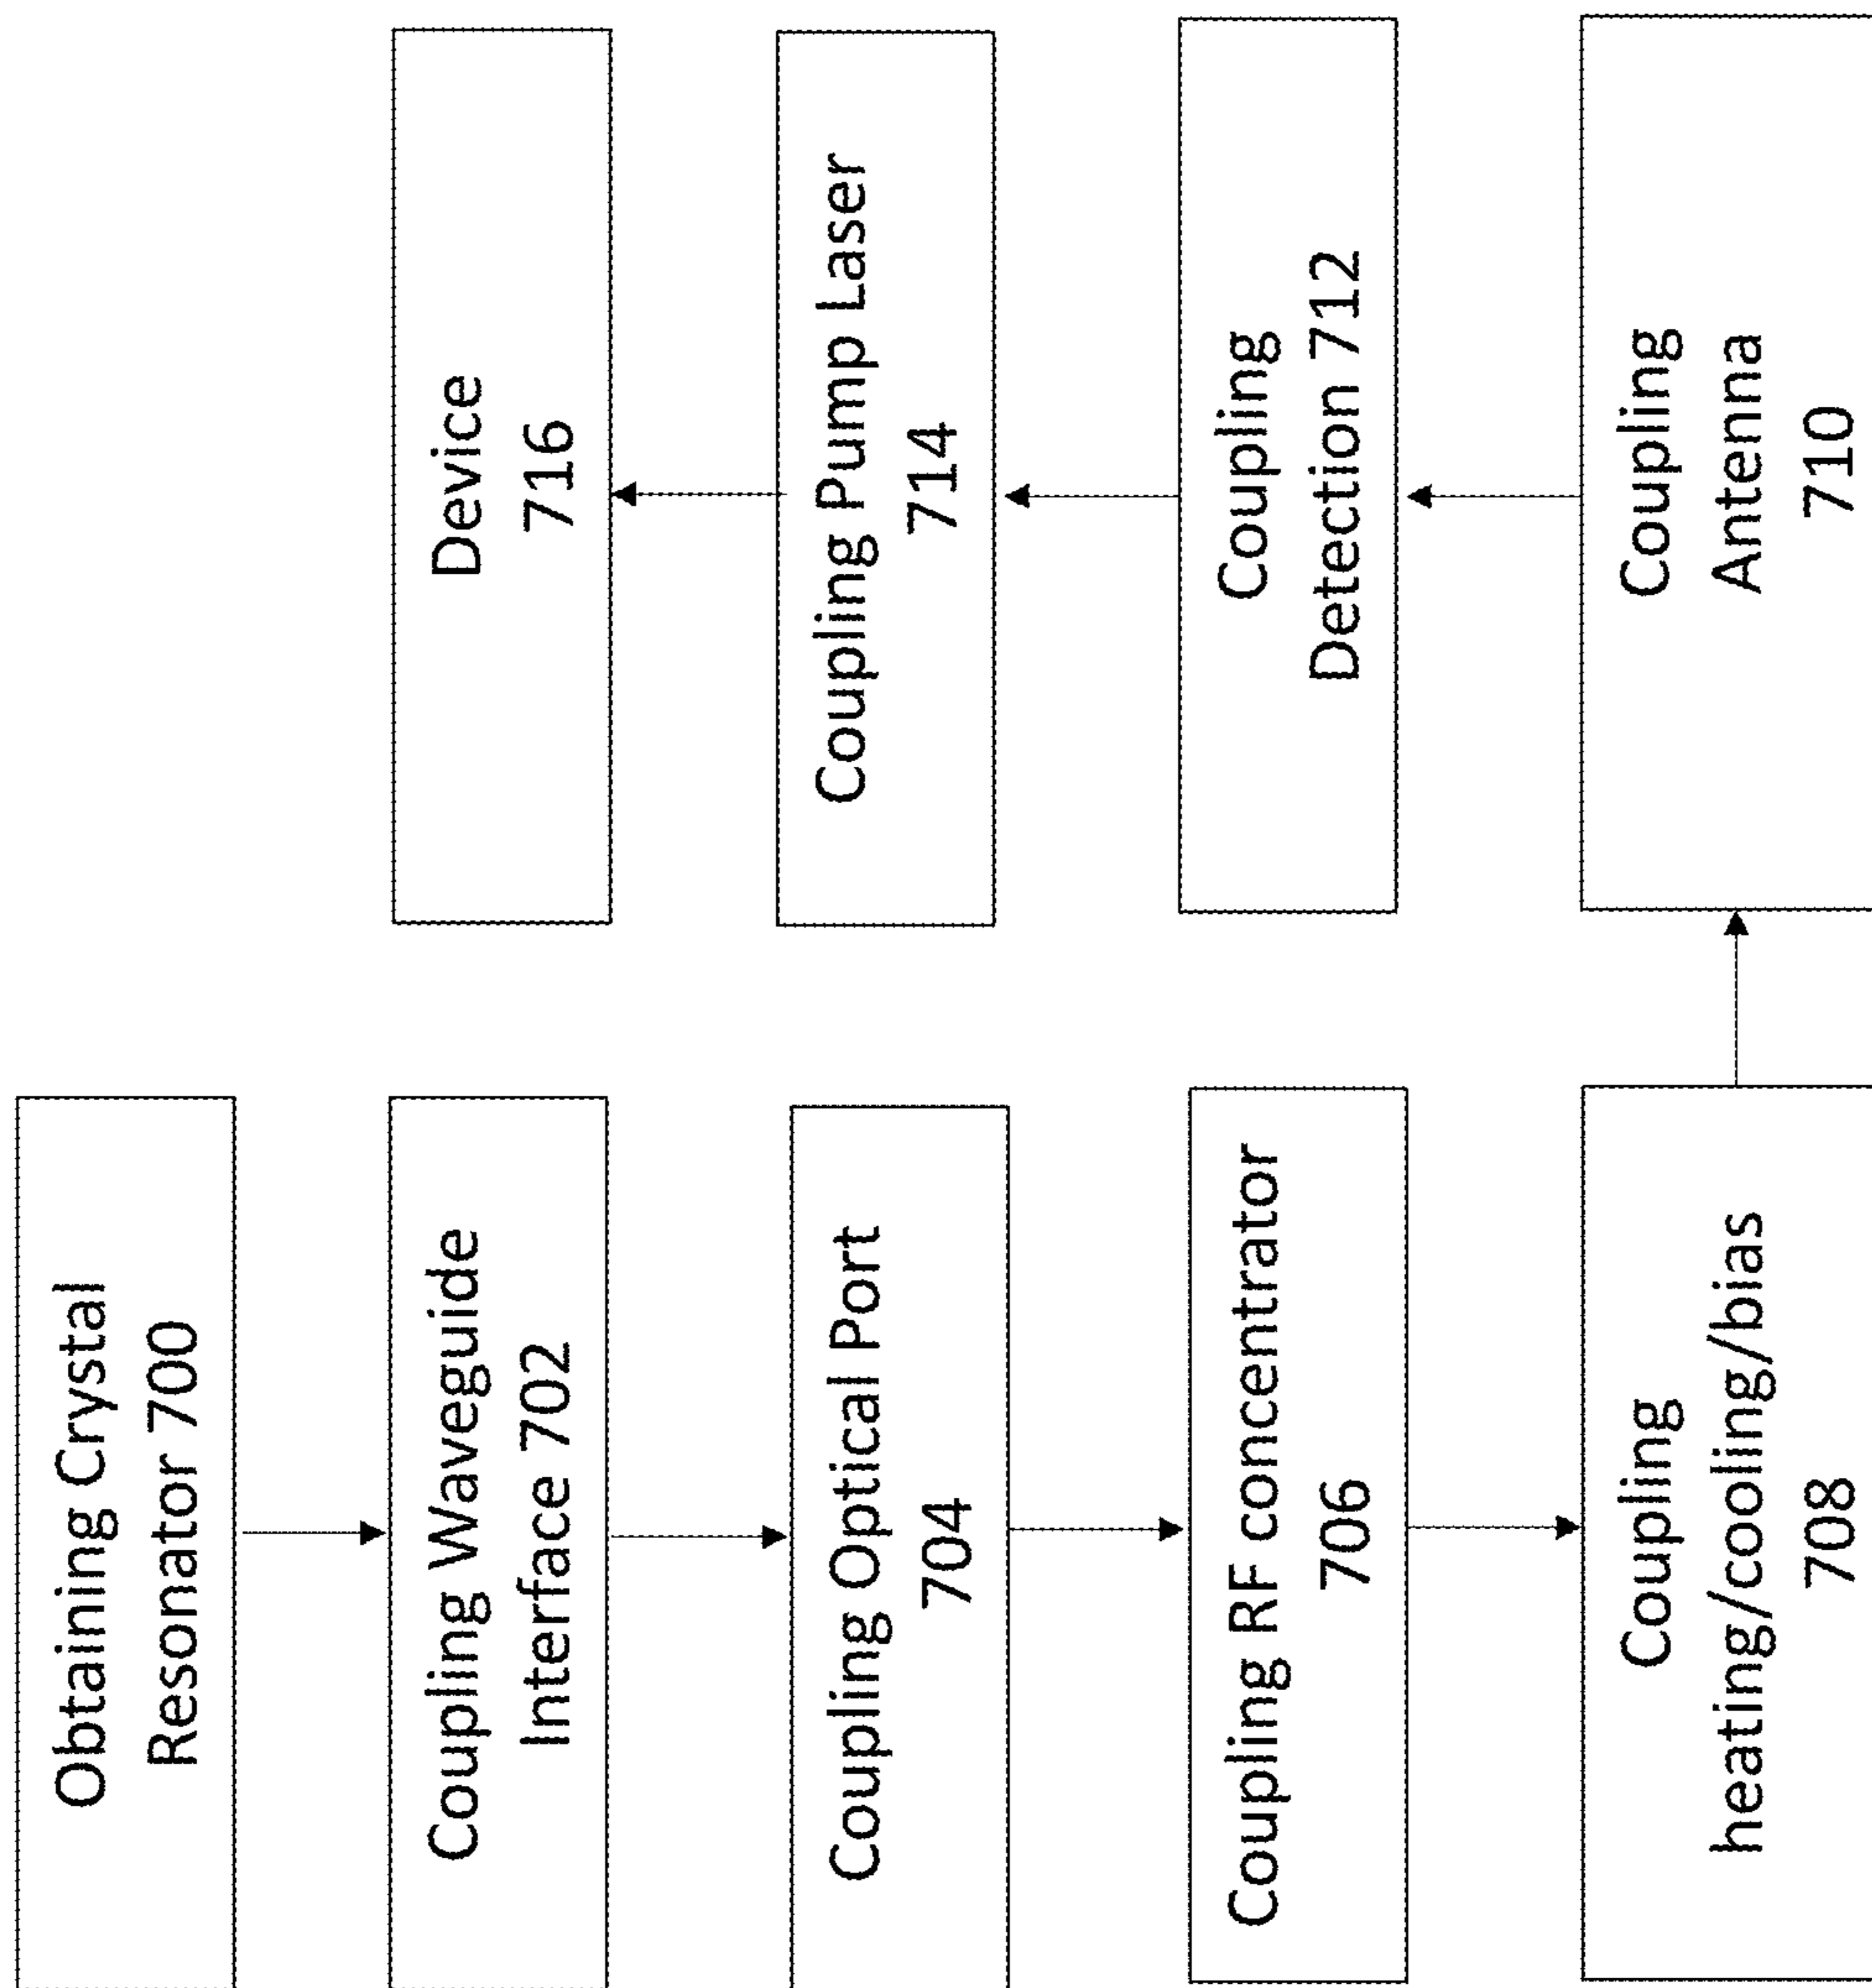 Obtaining Crystal
Resonator 700
Coupling Waveguide
Interface 702
Coupling Optical Port
704
Coupling RF concentrator
706
Coupling
heating/cooling/bias
708
Coupling
Antenna
710
Coupling
Detection 712
Coupling Pump Laser
714
Device
716